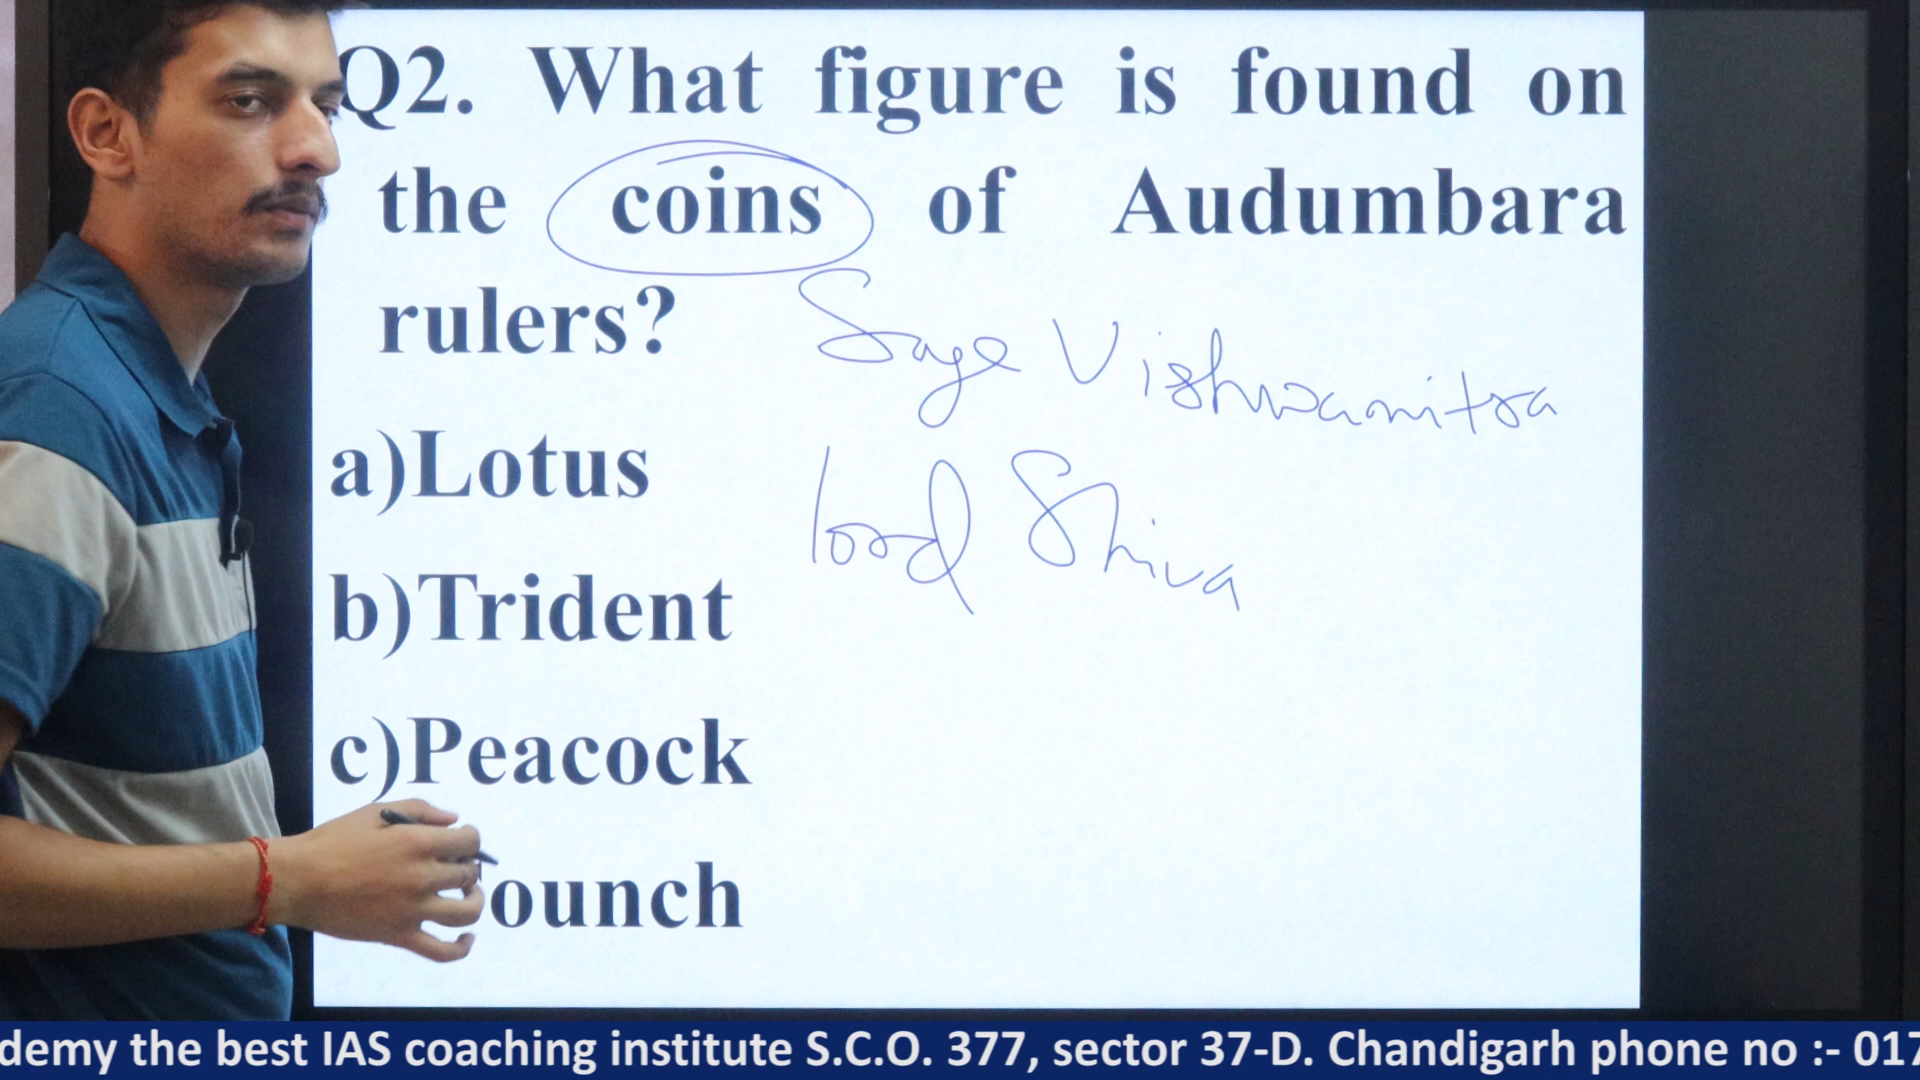 Q2. What figure is found on
the coins of Audumbara
rulers?
Sage Vishwamitra
a)Lotus
Lord Shiva
b)Trident
c)Peacock
ounch
demy the best IAS coaching institute S.C.O. 377, sector 37-D. Chandigarh phone no :- 017